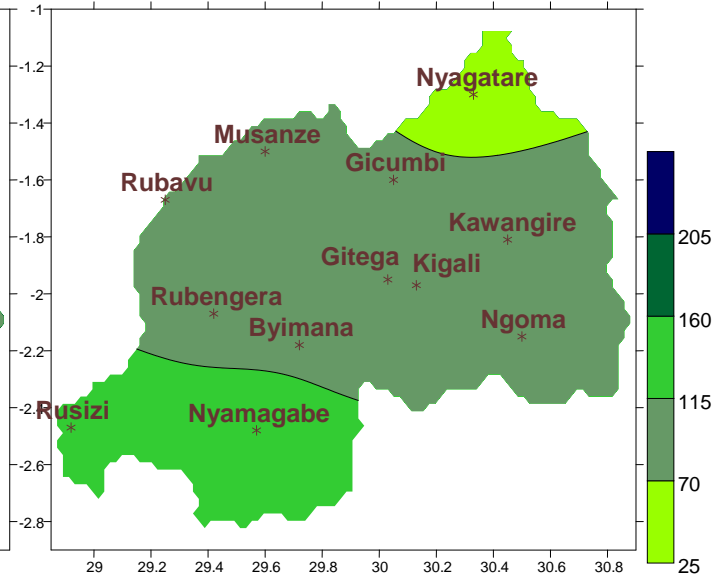 -1
-1.2
-1.4
-1.6
-1.8
-2
-2.2
-2.4
-2.6
-2.8
Nyagatare
Musanze
Gicumbi
Rubavu
Kawangire
Gitega
Kigali
Rubengera
Byimana
Ngoma
Rusizi
Nyamagabe
205
160
115
70
25
29
29.2
29.4
29.6
29.8
30
30.2
30.4
30.6
30.8